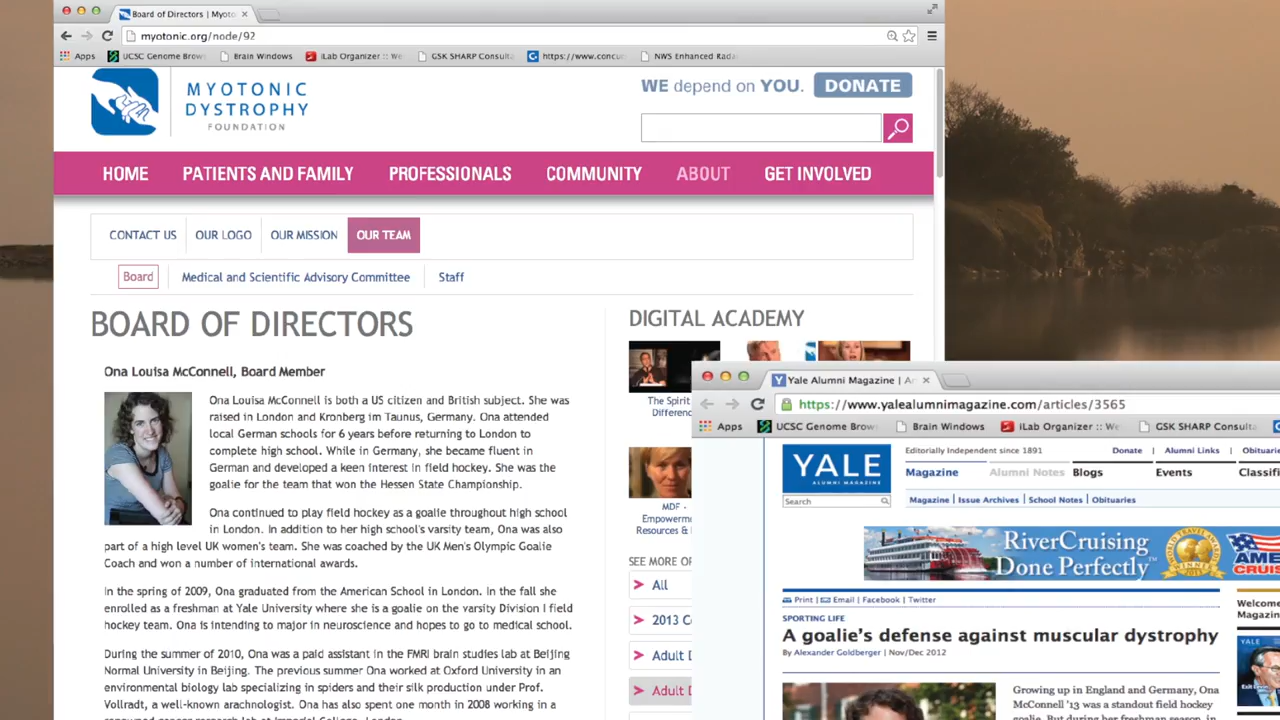 Board of Directors | Myoto
myotonic.org/node/92
Apps UCSC Genome Brow Brain Windows iLab Organizer :: We GSK SHARP Consulta https://www.concu NWS Enhanced Rada
MYOTONIC
DYSTROPHY
FOUNDATION
WE depend on YOU. DONATE
HOME PATIENTS AND FAMILY PROFESSIONALS COMMUNITY ABOUT GET INVOLVED
CONTACT US OUR LOGO OUR MISSION OUR TEAM
Board Medical and Scientific Advisory Committee Staff
BOARD OF DIRECTORS
Ona Louisa McConnell, Board Member
Ona Louisa McConnell is both a US citizen and British subject. She was
raised in London and Kronberg im Taunus, Germany. Ona attended
local German schools for 6 years before returning to London to
complete high school. While in Germany, she became fluent in
German and developed a keen interest in field hockey. She was the
goalie for the team that won the Hessen State Championship.
Ona continued to play field hockey as a goalie throughout high school
in London. In addition to her high school's varsity team, Ona was also
part of a high level UK women's team. She was coached by the UK Men's Olympic Goalie
Coach and won a number of international awards.
In the spring of 2009, Ona graduated from the American School in London. In the fall she
enrolled as a freshman at Yale University where she is a goalie on the varsity Division I field
hockey team. Ona is intending to major in neuroscience and hopes to go to medical school.
During the summer of 2010, Ona was a paid assistant in the FMRI brain studies lab at Beijing
Normal University in Beijing. The previous summer Ona worked at Oxford University in an
environmental biology lab specializing in spiders and their silk production under Prof.
Vollradt, a well-known arachnologist. Ona has also spent one month in 2008 working in a
DIGITAL ACADEMY
The Spirit
Differenc
MDF -
Empowerm
Resources &
SEE MORE OF
All
2013 C
Adult D
Adult D
Yale Alumni Magazine | Ar
https://www.yalealumnimagazine.com/articles/3565
Apps UCSC Genome Brow Brain Windows iLab Organizer :: We GSK SHARP Consulta
YALE
ALUMNI MAGAZINE
Search
Editorially Independent since 1891 Donate | Alumni Links | Obituarie
Magazine Alumni Notes Blogs Events Classifi
Magazine | Issue Archives | School Notes | Obituaries
RiverCruising
Done Perfectly™
AME
CRUIS
Print | Email | Facebook | Twitter
SPORTING LIFE
A goalie's defense against muscular dystrophy
By Alexander Goldberger | Nov/Dec 2012
Growing up in England and Germany, Ona
McConnell '13 was a standout field hockey
goalie. But during her freshman season, in
Welcome
Magazin
YALE